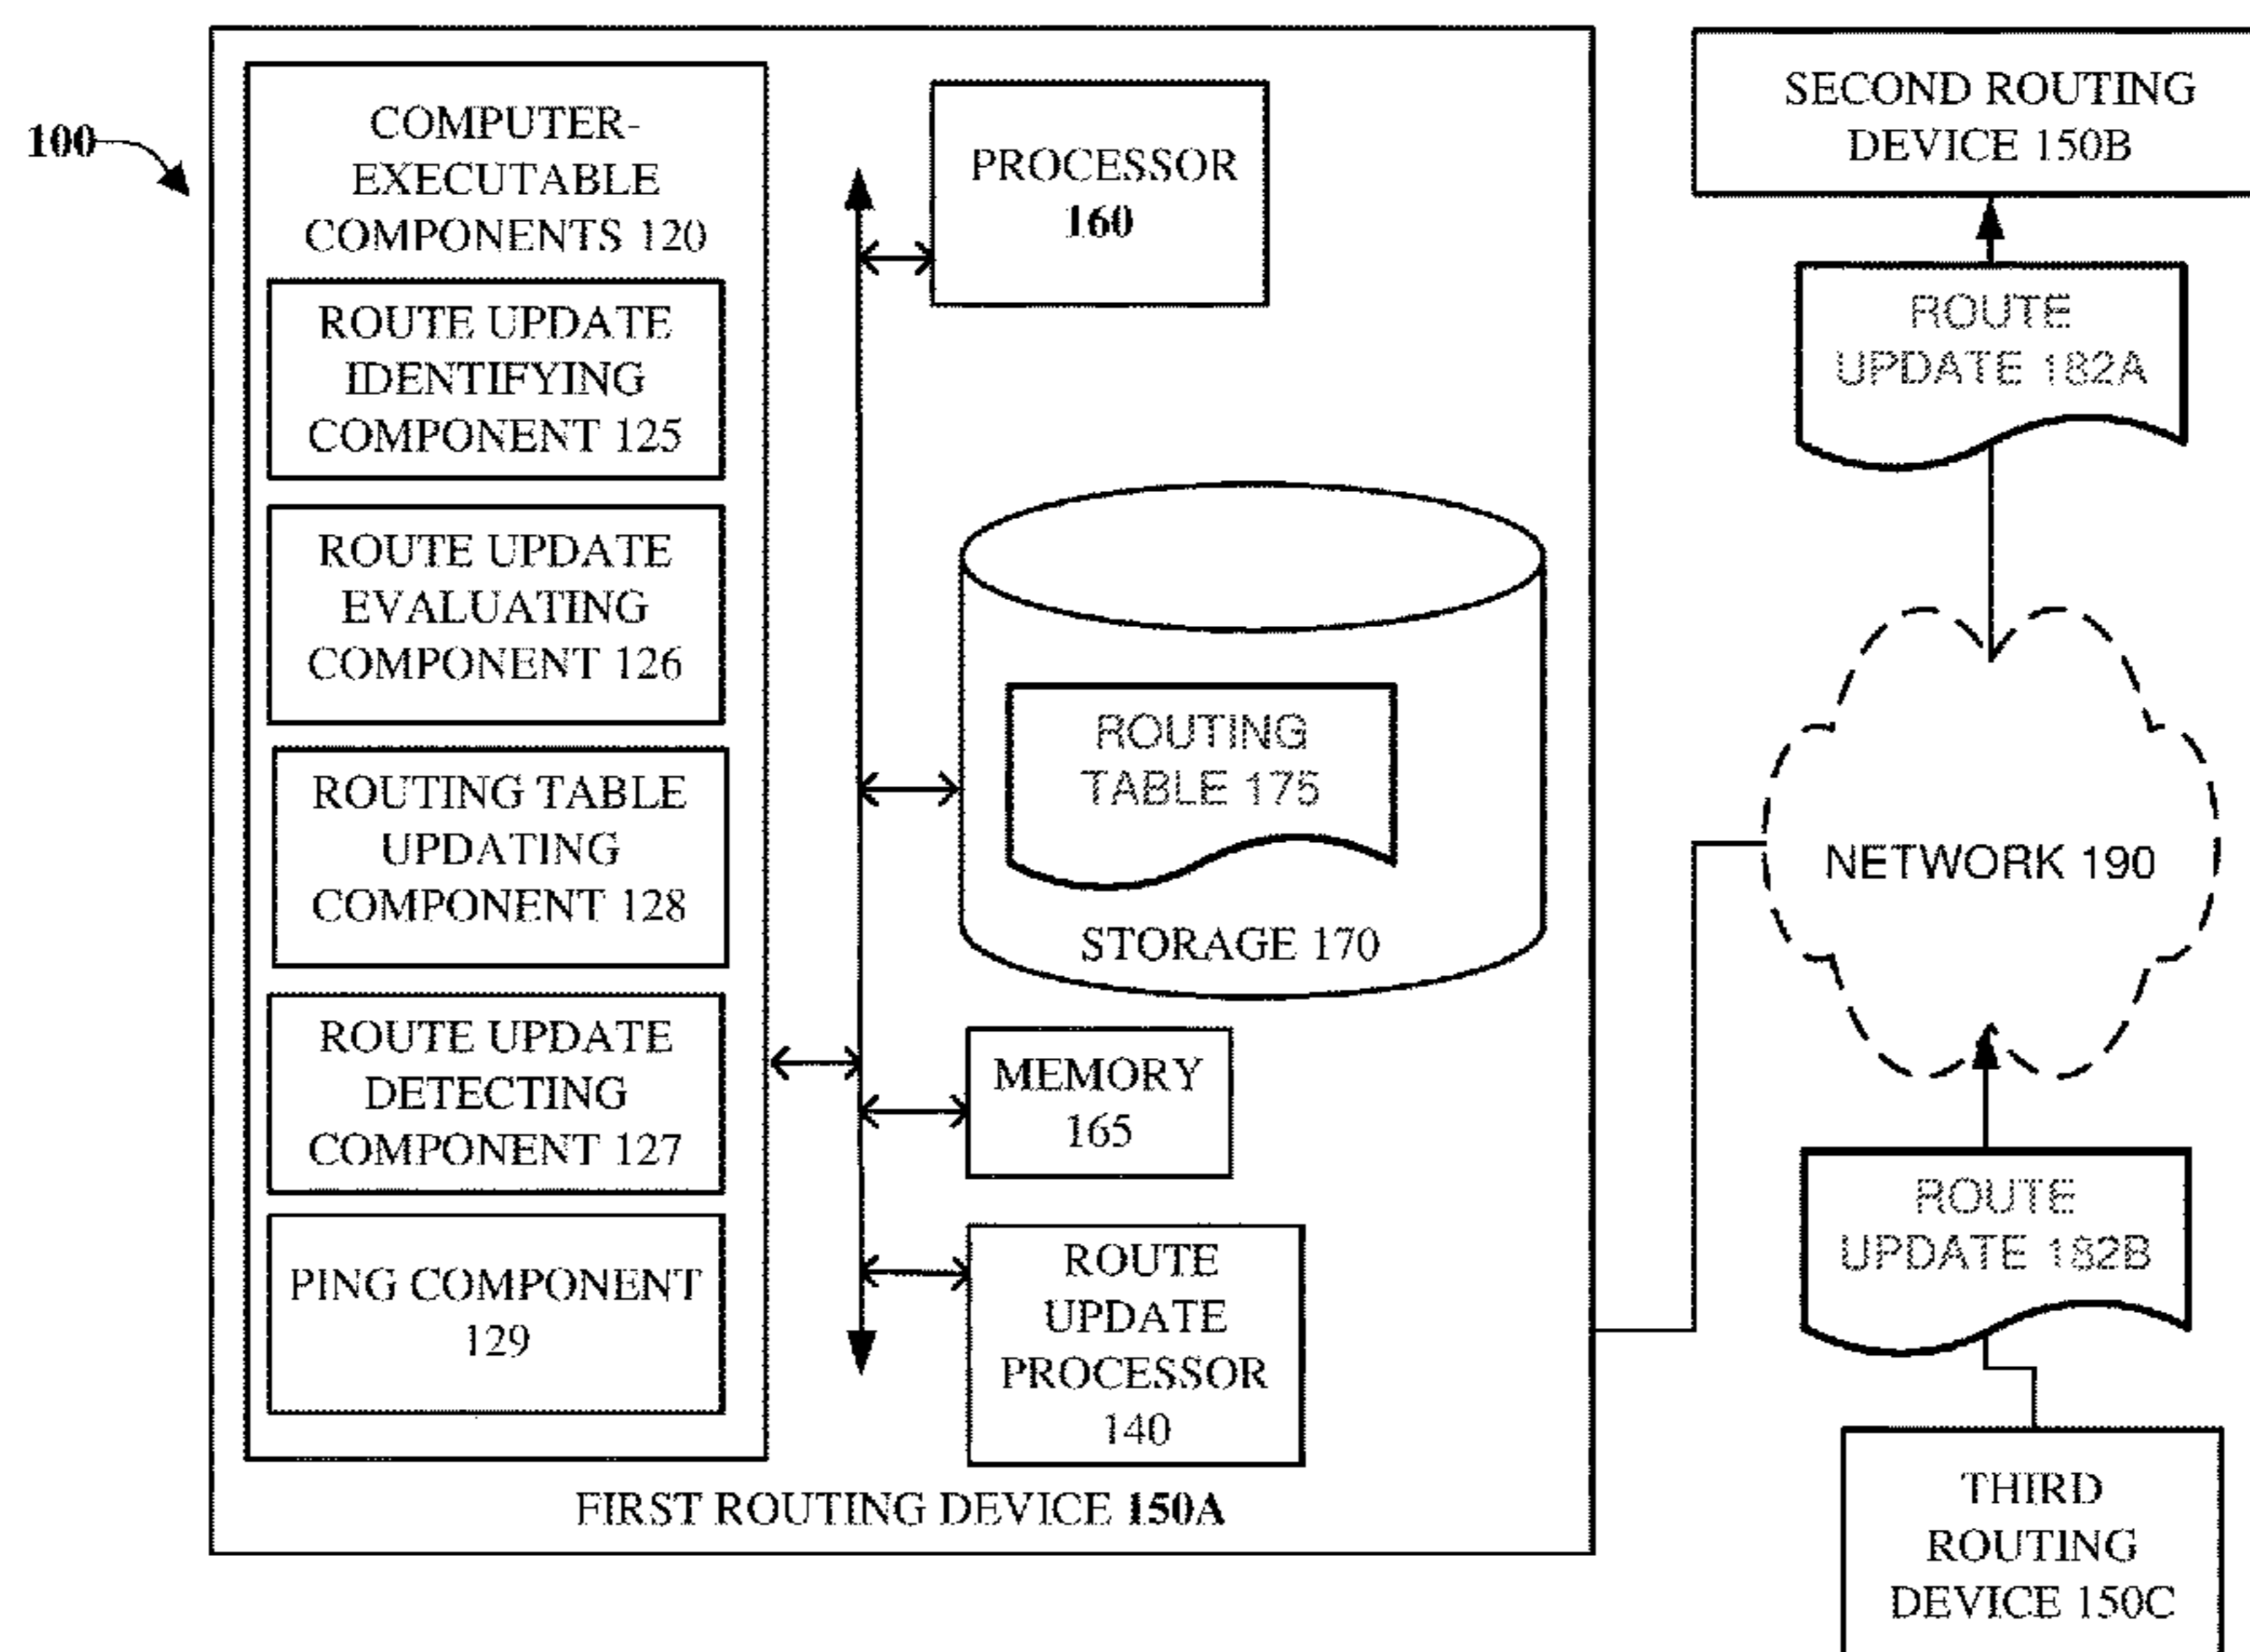 100
COMPUTER-
EXECUTABLE
COMPONENTS 120
ROUTE UPDATE
IDENTIFYING
COMPONENT 125
ROUTE UPDATE
EVALUATING
COMPONENT 126
ROUTING TABLE
UPDATING
COMPONENT 128
ROUTE UPDATE
DETECTING
COMPONENT 127
PING COMPONENT
129
PROCESSOR
160
ROUTING
TABLE 175
STORAGE 170
MEMORY
165
ROUTE
UPDATE
PROCESSOR
140
FIRST ROUTING DEVICE 150A
SECOND ROUTING
DEVICE 150B
ROUTE
UPDATE 182A
NETWORK 190
ROUTE
UPDATE 182B
THIRD
ROUTING
DEVICE 150C